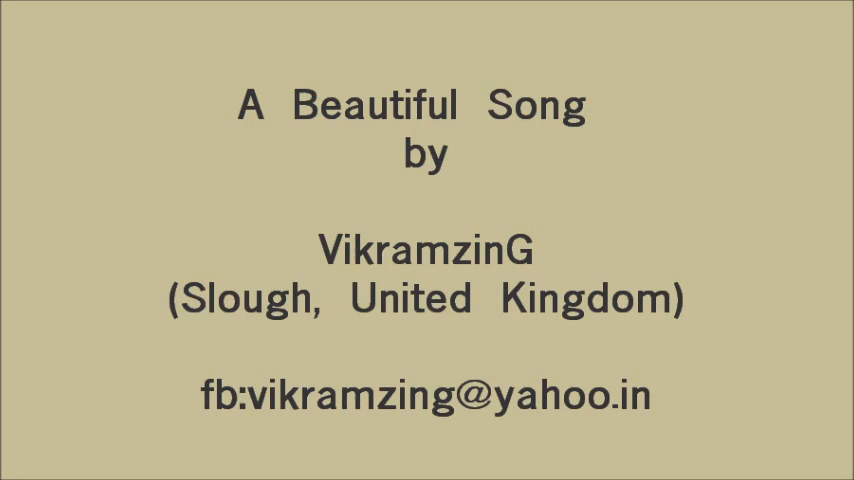 A Beautiful Song
by
VikramzinG
(Slough, United Kingdom)
fb:vikramzing@yahoo.in